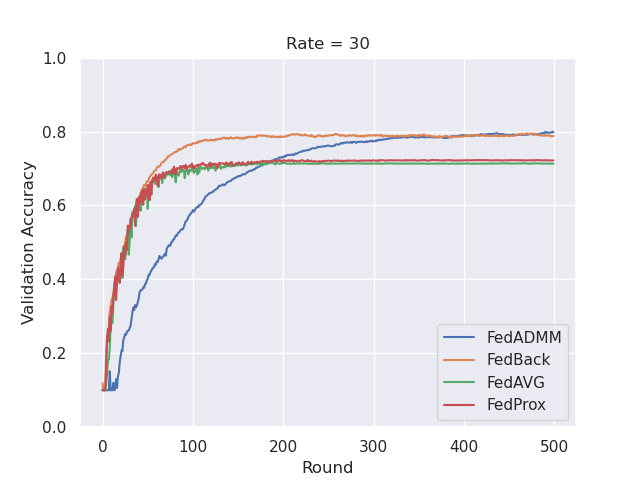 Rate = 30
Validation Accuracy
1.0
0.8
0.6
0.4
0.2
0.0
FedADMM
FedBack
FedAVG
FedProx
0 100 200 300 400 500
Round